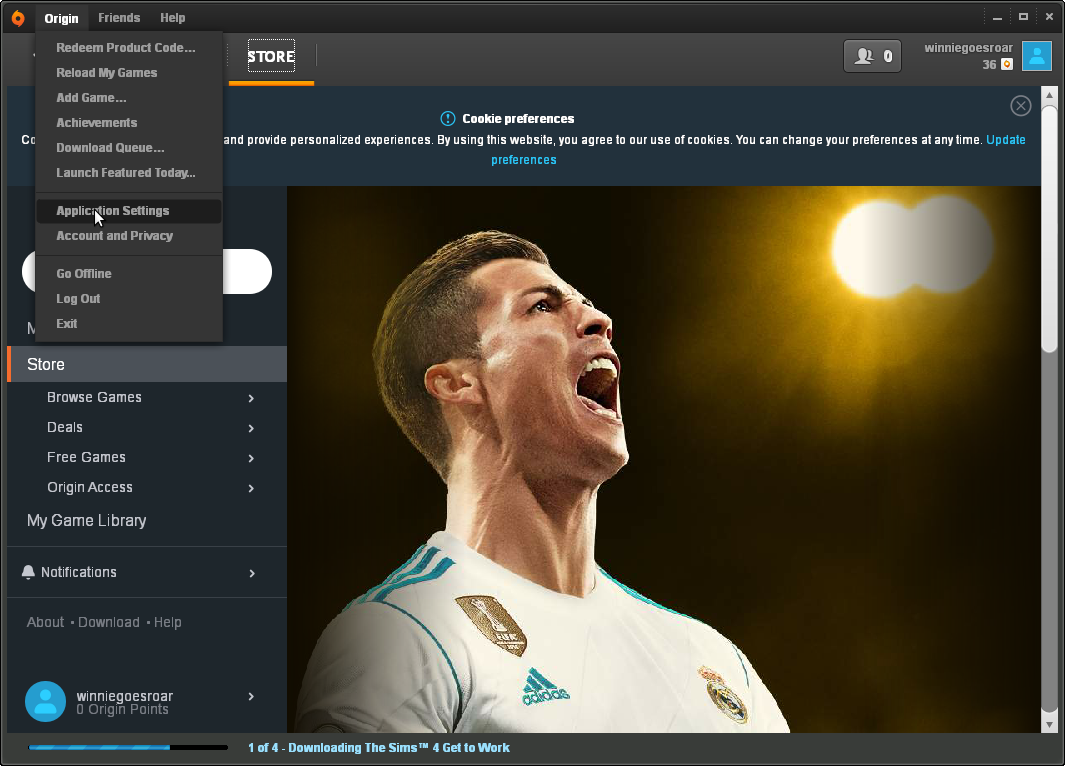 Origin Friends Help
Redeem Product Code...
Reload My Games
Add Game...
Achievements
Download Queue...
Launch Featured Today...
Application Settings
Account and Privacy
Go Offline
Log Out
Exit
STORE
0
winniegoesroar
36
Cookie preferences
and provide personalized experiences. By using this website, you agree to our use of cookies. You can change your preferences at any time. Update
preferences
Store
Browse Games
Deals
Free Games
Origin Access
My Game Library
Notifications
About • Download • Help
winniegoesroar
0 Origin Points
FIFA
adidas
1 of 4 - Downloading The Sims™ 4 Get to Work